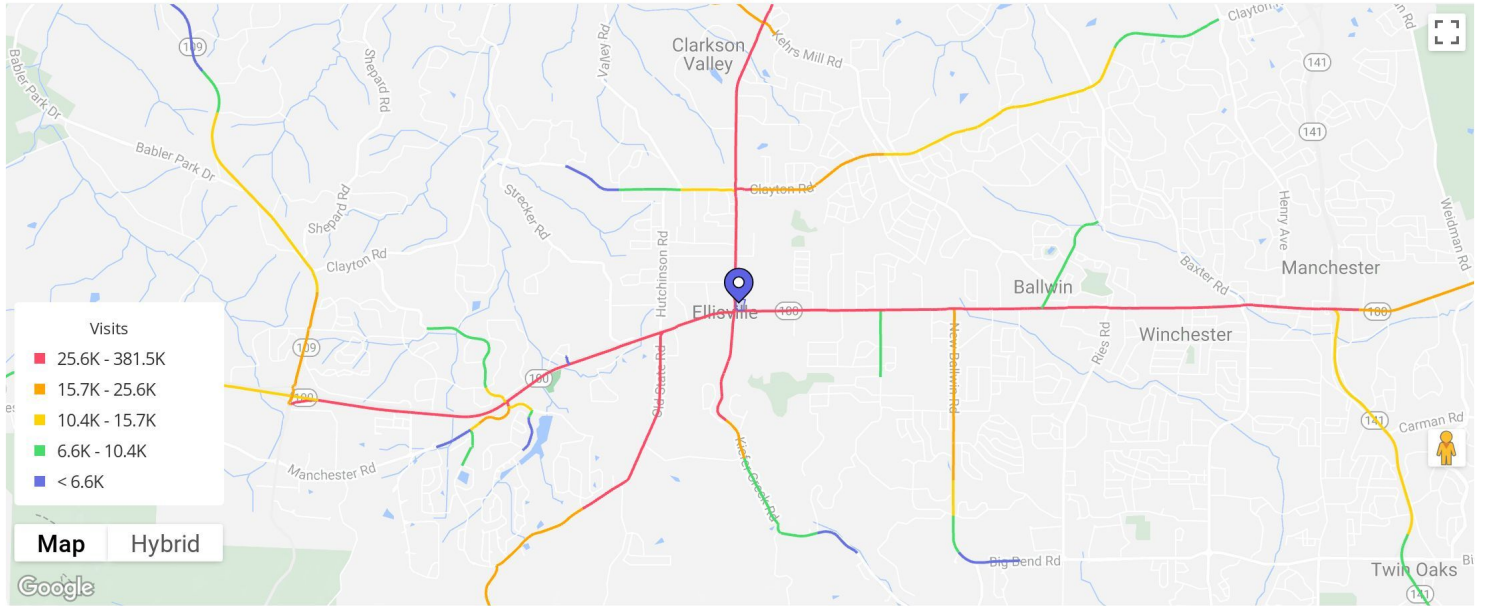 109
Babler Park Dr
Shepard Rd
Valley Rd
Clarkson
Valley
Kehrs Mill Rd
Clayton
141
141
Babler Park Dr
Shepard Rd
Strecker Rd
Clayton Rd
Clayton Rd
Hutchinson Rd
Henry Ave
Weidman Rd
Baxter Rd
Manchester
Ballwin
Ellisville
100
100
Winchester
Ries Rd
New Ballwin Rd
Old State Rd
109
100
100
Visits
25.6K - 381.5K
15.7K - 25.6K
10.4K - 15.7K
6.6K - 10.4K
< 6.6K
Manchester Rd
Kiefer Creek Rd
141
Carman Rd
Big Bend Rd
Twin Oaks
141
Map
Hybrid
Google